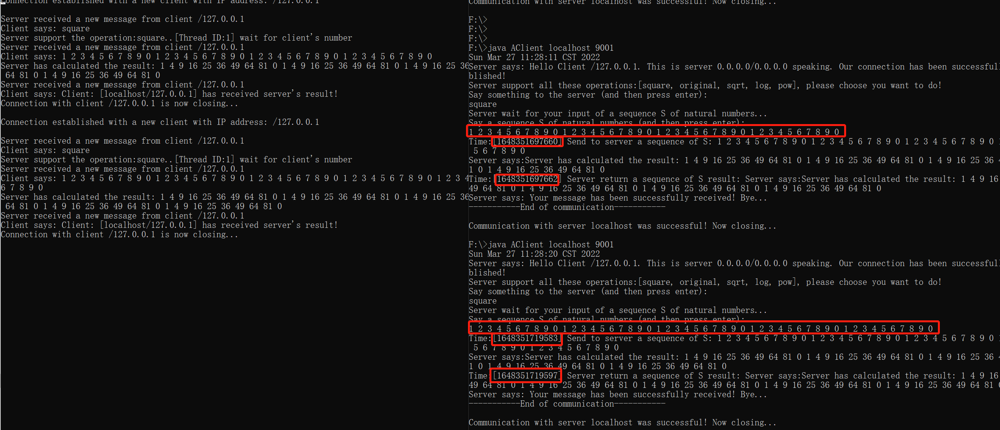 Connection established with a new client with IP address: /127.0.0.1
Server received a new message from client /127.0.0.1
Client says: square
Server support the operation:square..[Thread ID:1] wait for client's number
Server received a new message from client /127.0.0.1
Client says: 1 2 3 4 5 6 7 8 9 0 1 2 3 4 5 6 7 8 9 0 1 2 3 4 5 6 7 8 9 0 1 2 3 4 5 6 7 8 9 0
Server has calculated the result: 1 4 9 16 25 36 49 64 81 0 1 4 9 16 25 36 49 64 81 0 1 4 9 16 25 36
64 81 0 1 4 9 16 25 36 49 64 81 0
Server received a new message from client /127.0.0.1
Client says: Client: [localhost/127.0.0.1] has received server's result!
Connection with client /127.0.0.1 is now closing...
Connection established with a new client with IP address: /127.0.0.1
Server received a new message from client /127.0.0.1
Client says: square
Server support the operation:square..[Thread ID:1] wait for client's number
Server received a new message from client /127.0.0.1
Client says: 1 2 3 4 5 6 7 8 9 0 1 2 3 4 5 6 7 8 9 0 1 2 3 4 5 6 7 8 9 0 1 2 3 4 5 6 7 8 9 0 1 2 3 4
6 7 8 9 0
Server has calculated the result: 1 4 9 16 25 36 49 64 81 0 1 4 9 16 25 36 49 64 81 0 1 4 9 16 25 36
64 81 0 1 4 9 16 25 36 49 64 81 0 1 4 9 16 25 36 49 64 81 0
Server received a new message from client /127.0.0.1
Client says: Client: [localhost/127.0.0.1] has received server's result!
Connection with client /127.0.0.1 is now closing...
Communication with server localhost was successful! Now closing...
F:\>
F:\>
F:\>
F:\>java AClient localhost 9001
Sun Mar 27 11:28:11 CST 2022
Server says: Hello Client /127.0.0.1. This is server 0.0.0.0/0.0.0.0 speaking. Our connection has been successful
blished!
Server support all these operations:[square, original, sqrt, log, pow], please choose you want to do!
Say something to the server (and then press enter):
square
Server wait for your input of a sequence S of natural numbers...
Say a sequence S of natural numbers (and then press enter):
1 2 3 4 5 6 7 8 9 0 1 2 3 4 5 6 7 8 9 0 1 2 3 4 5 6 7 8 9 0 1 2 3 4 5 6 7 8 9 0
Time:[1648351697660] Send to server a sequence of S: 1 2 3 4 5 6 7 8 9 0 1 2 3 4 5 6 7 8 9 0 1 2 3 4 5 6 7 8 9 0 1
5 6 7 8 9 0
Server says:Server has calculated the result: 1 4 9 16 25 36 49 64 81 0 1 4 9 16 25 36 49 64 81 0 1 4 9 16 25 36 4
1 0 1 4 9 16 25 36 49 64 81 0
Time:[1648351697662] Server return a sequence of S result: Server says:Server has calculated the result: 1 4 9 16
49 64 81 0 1 4 9 16 25 36 49 64 81 0 1 4 9 16 25 36 49 64 81 0 1 4 9 16 25 36 49 64 81 0
Server says: Your message has been successfully received! Bye...
-----------End of communication-----------
Communication with server localhost was successful! Now closing...
F:\>java AClient localhost 9001
Sun Mar 27 11:28:20 CST 2022
Server says: Hello Client /127.0.0.1. This is server 0.0.0.0/0.0.0.0 speaking. Our connection has been successful
blished!
Server support all these operations:[square, original, sqrt, log, pow], please choose you want to do!
Say something to the server (and then press enter):
square
Server wait for your input of a sequence S of natural numbers...
Say a sequence S of natural numbers (and then press enter):
1 2 3 4 5 6 7 8 9 0 1 2 3 4 5 6 7 8 9 0 1 2 3 4 5 6 7 8 9 0 1 2 3 4 5 6 7 8 9 0 1 2 3 4 5 6 7 8 9 0
Time:[1648351719583] Send to server a sequence of S: 1 2 3 4 5 6 7 8 9 0 1 2 3 4 5 6 7 8 9 0 1 2 3 4 5 6 7 8 9 0 1
5 6 7 8 9 0 1 2 3 4 5 6 7 8 9 0
Server says:Server has calculated the result: 1 4 9 16 25 36 49 64 81 0 1 4 9 16 25 36 49 64 81 0 1 4 9 16 25 36 4
1 0 1 4 9 16 25 36 49 64 81 0 1 4 9 16 25 36 49 64 81 0
Time:[1648351719597] Server return a sequence of S result: Server says:Server has calculated the result: 1 4 9 16
49 64 81 0 1 4 9 16 25 36 49 64 81 0 1 4 9 16 25 36 49 64 81 0 1 4 9 16 25 36 49 64 81 0 1 4 9 16 25 36 49 64 81 0
Server says: Your message has been successfully received! Bye...
-----------End of communication-----------
Communication with server localhost was successful! Now closing...